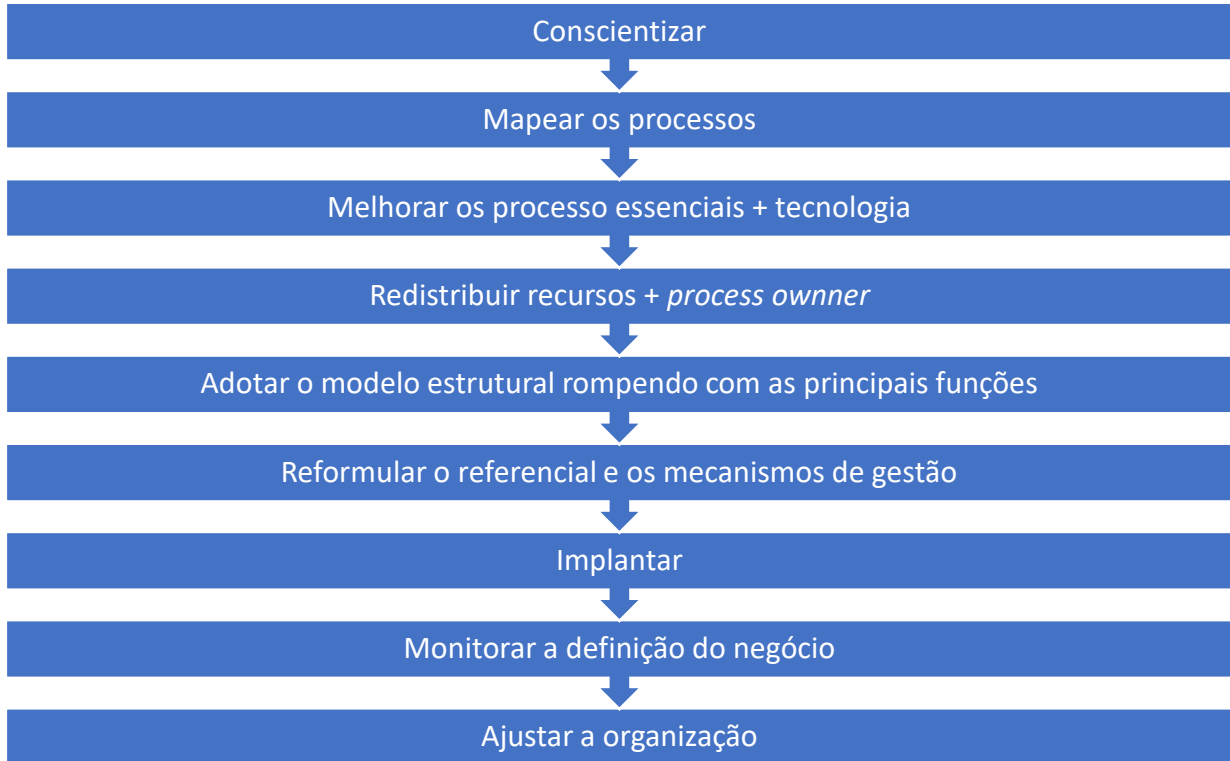 Conscientizar
Mapear os processos
Melhorar os processo essenciais + tecnologia
Redistribuir recursos + process ownner
Adotar o modelo estrutural rompendo com as principais funções
Reformular o referencial e os mecanismos de gestão
Implantar
Monitorar a definição do negócio
Ajustar a organização